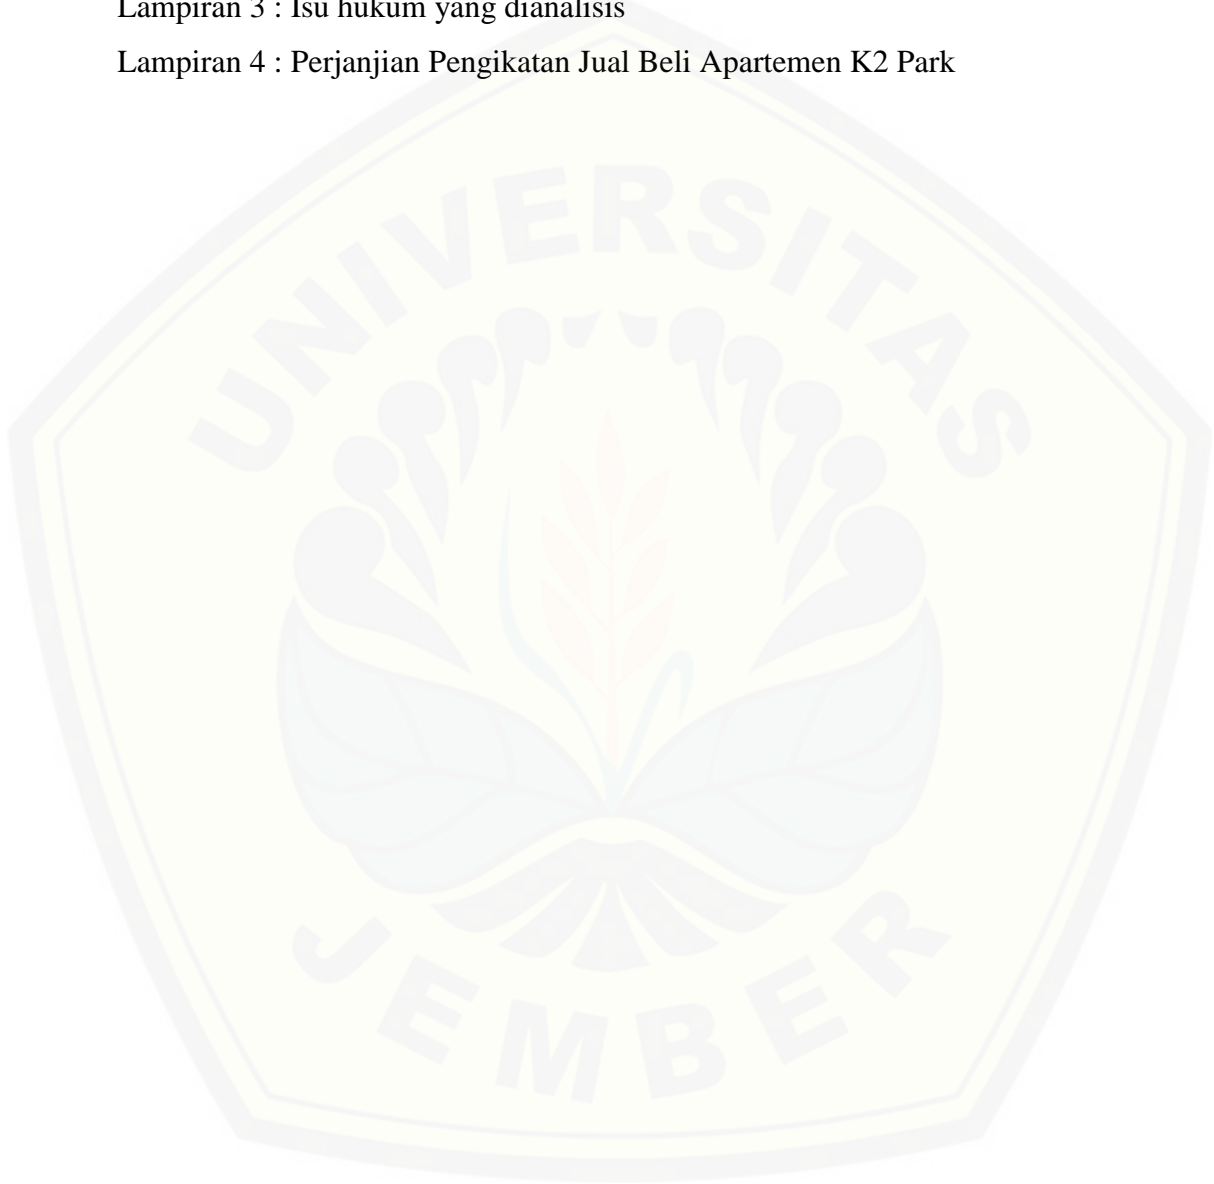 Lampiran 3 : Isu hukum yang dianalisis
Lampiran 4 : Perjanjian Pengikatan Jual Beli Apartemen K2 Park
UNIVERSITAS
JEMBER